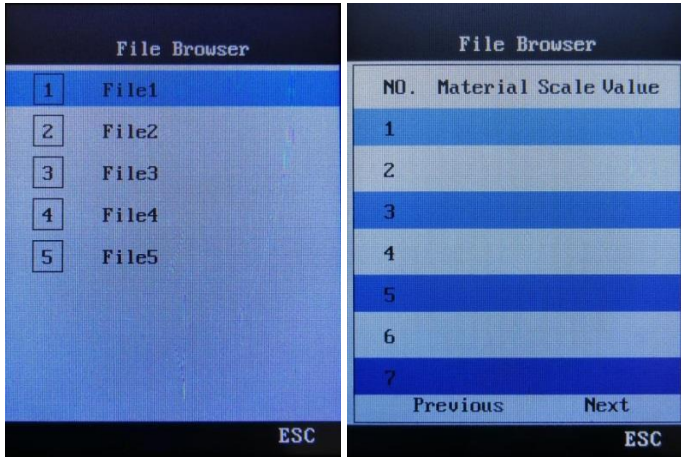 File Browser
1 File1
2 File2
3 File3
4 File4
5 File5
ESC
File Browser
NO. Material Scale Value
1
2
3
4
5
6
7
Previous Next
ESC